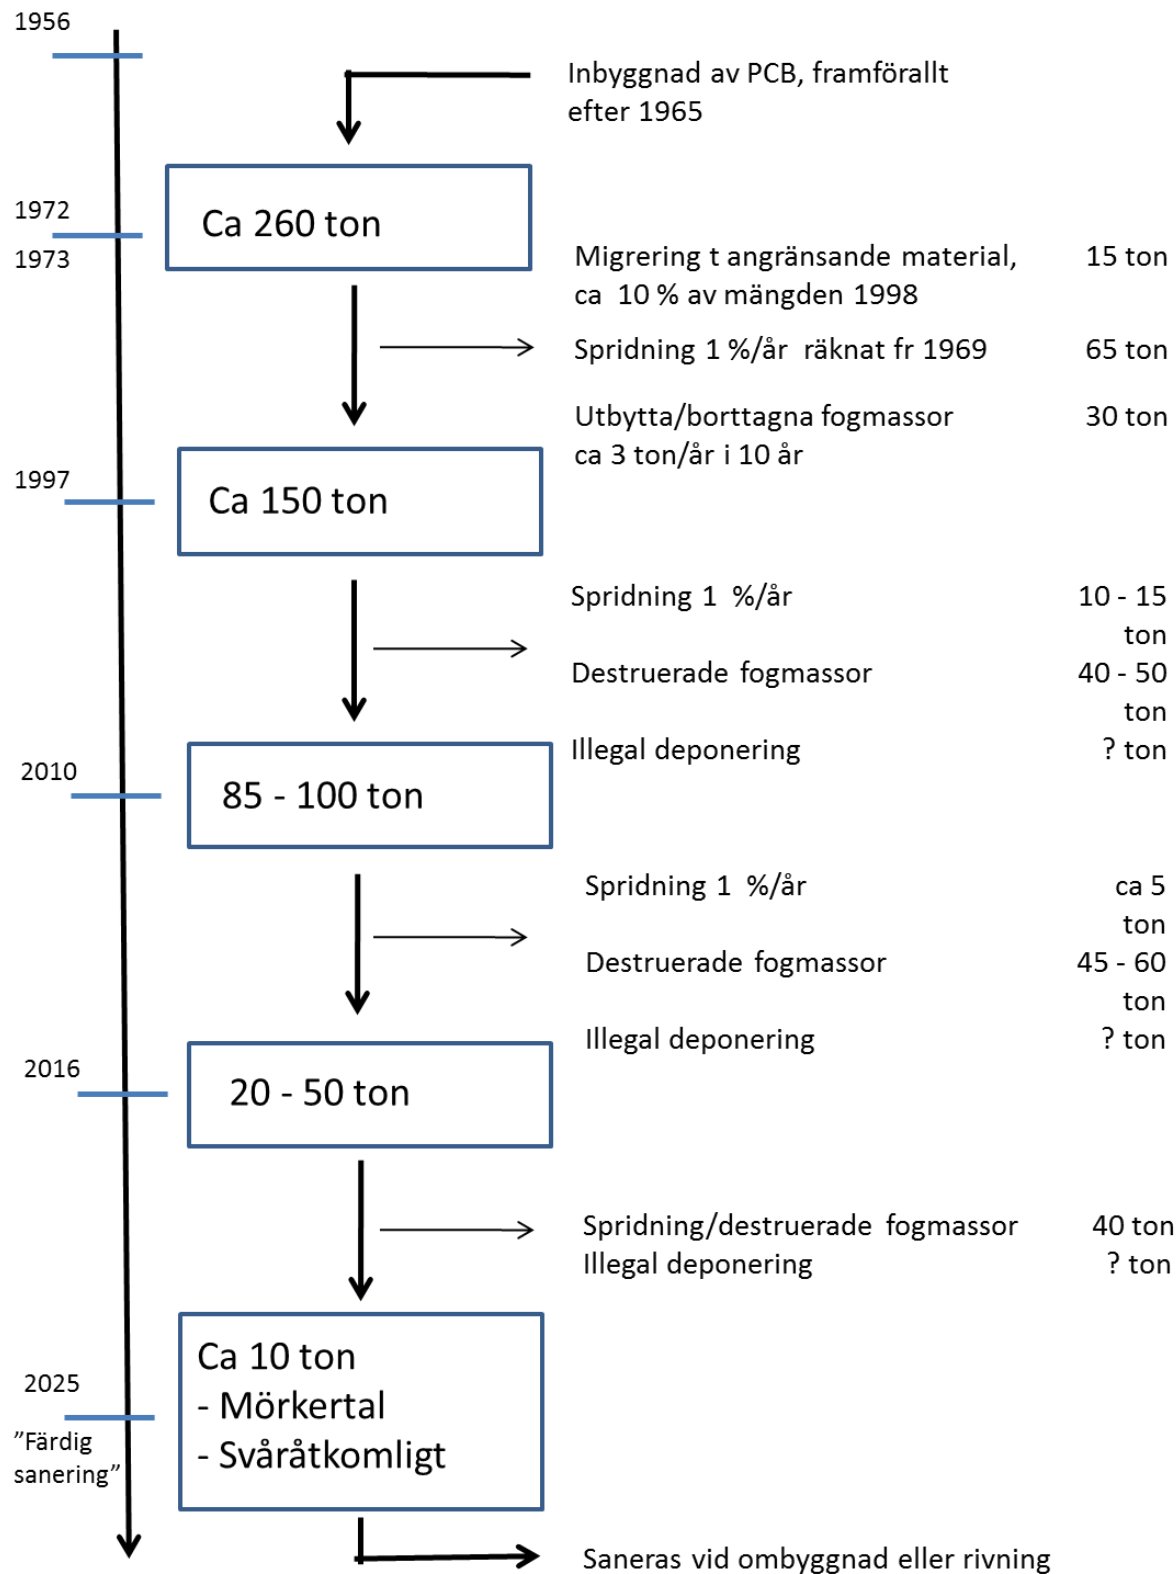 1956
Inbyggnad av PCB, framförallt
efter 1965
Ca 260 ton
1972
1973
Migrering t angränsande material, 15 ton
ca 10 % av mängden 1998
Spridning 1 %/år räknat fr 1969 65 ton
Utbytta/borttagna fogmassor 30 ton
ca 3 ton/år i 10 år
1997
Ca 150 ton
Spridning 1 %/år 10 - 15
ton
Destruerade fogmassor 40 - 50
ton
Illegal deponering ? ton
2010
85 - 100 ton
Spridning 1 %/år ca 5
ton
Destruerade fogmassor 45 - 60
ton
Illegal deponering ? ton
2016
20 - 50 ton
Spridning/destruerade fogmassor 40 ton
Illegal deponering ? ton
Ca 10 ton
- Mörkertal
- Svåråtkomligt
2025
”Färdig
sanering”
Saneras vid ombyggnad eller rivning